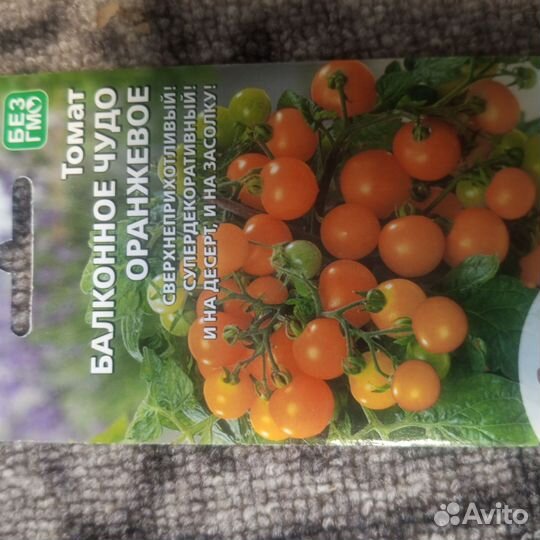 БЕЗ
ГМО
Томат
БАЛКОННОЕ ЧУДО
ОРАНЖЕВОЕ
СВЕРХНЕПРИХОТЛИВЫЙ!
СУПЕРДЕКОРАТИВНЫЙ!
И НА ДЕСЕРТ, И НА ЗАСОЛКУ!
Avito